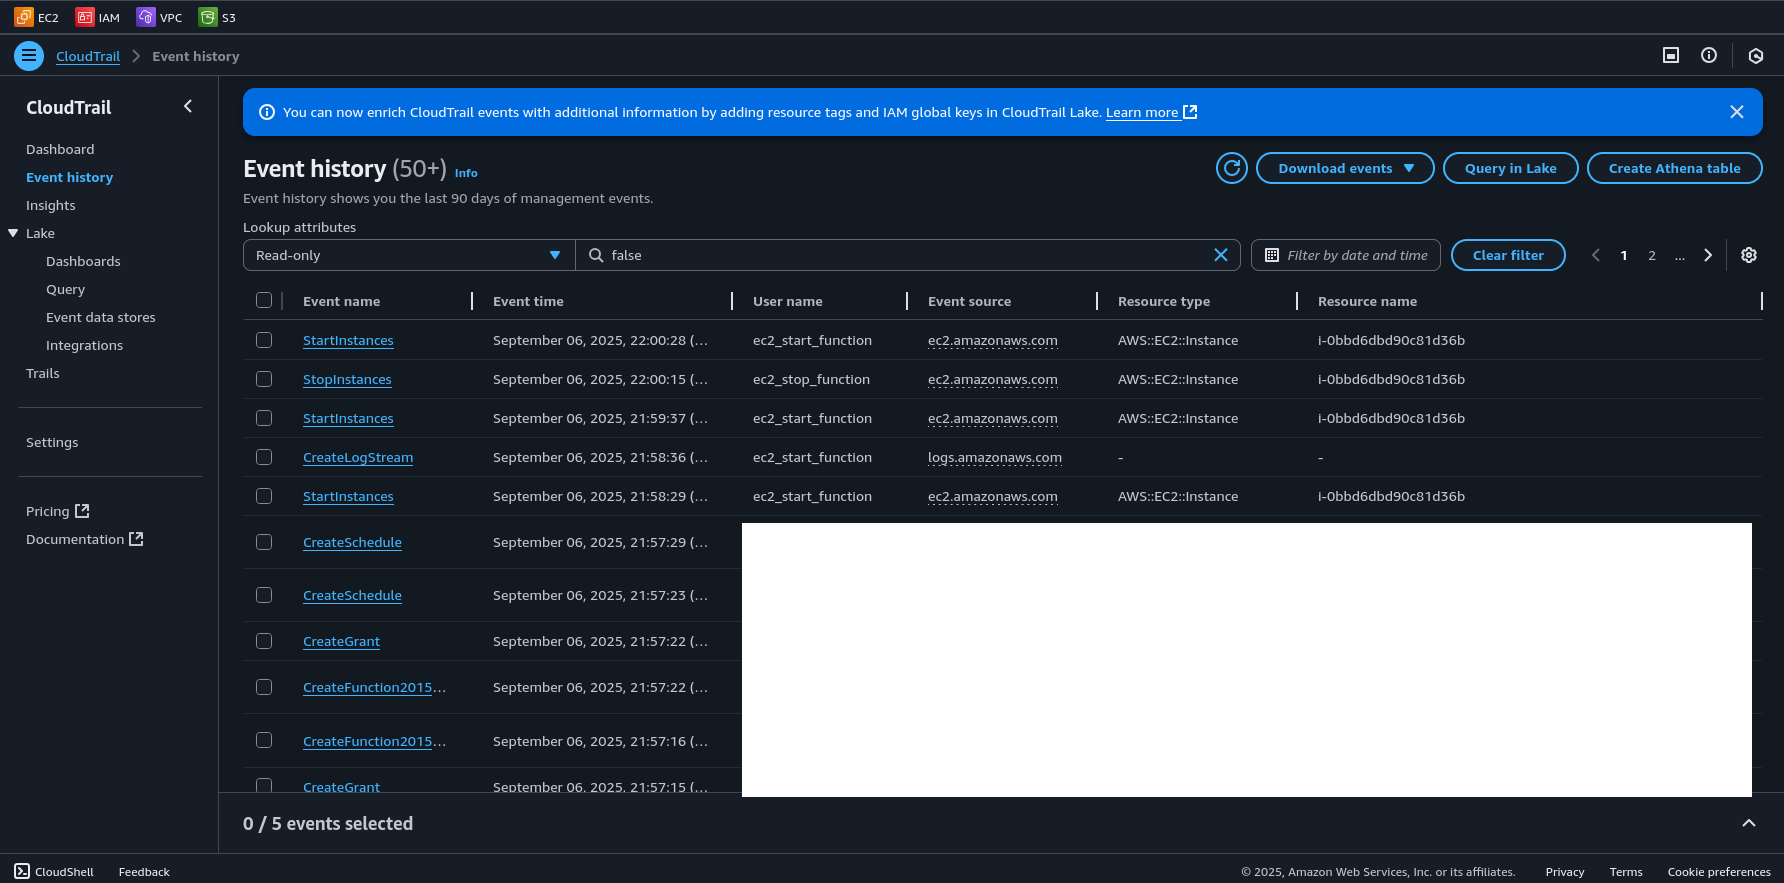 EC2 IAM VPC S3
CloudTrail Event history
CloudTrail
Dashboard
Event history
Insights
Lake
Dashboards
Query
Event data stores
Integrations
Trails
Settings
Pricing
Documentation
You can now enrich CloudTrail events with additional information by adding resource tags and IAM global keys in CloudTrail Lake. Learn more
Event history (50+) Info
Download events Query in Lake Create Athena table
Event history shows you the last 90 days of management events.
Lookup attributes
Read-only false Filter by date and time Clear filter 1 2 ...
Event name Event time User name Event source Resource type Resource name
StartInstances September 06, 2025, 22:00:28 (... ec2_start_function ec2.amazonaws.com AWS::EC2::Instance i-0bbd6dbd90c81d36b
StopInstances September 06, 2025, 22:00:15 (... ec2_stop_function ec2.amazonaws.com AWS::EC2::Instance i-0bbd6dbd90c81d36b
StartInstances September 06, 2025, 21:59:37 (... ec2_start_function ec2.amazonaws.com AWS::EC2::Instance i-0bbd6dbd90c81d36b
CreateLogStream September 06, 2025, 21:58:36 (... ec2_start_function logs.amazonaws.com - -
StartInstances September 06, 2025, 21:58:29 (... ec2_start_function ec2.amazonaws.com AWS::EC2::Instance i-0bbd6dbd90c81d36b
CreateSchedule September 06, 2025, 21:57:29 (...
CreateSchedule September 06, 2025, 21:57:23 (...
CreateGrant September 06, 2025, 21:57:22 (...
CreateFunction2015... September 06, 2025, 21:57:22 (...
CreateFunction2015... September 06, 2025, 21:57:16 (...
CreateGrant September 06, 2025, 21:57:15 (...
0 / 5 events selected
CloudShell Feedback © 2025, Amazon Web Services, Inc. or its affiliates. Privacy Terms Cookie preferences